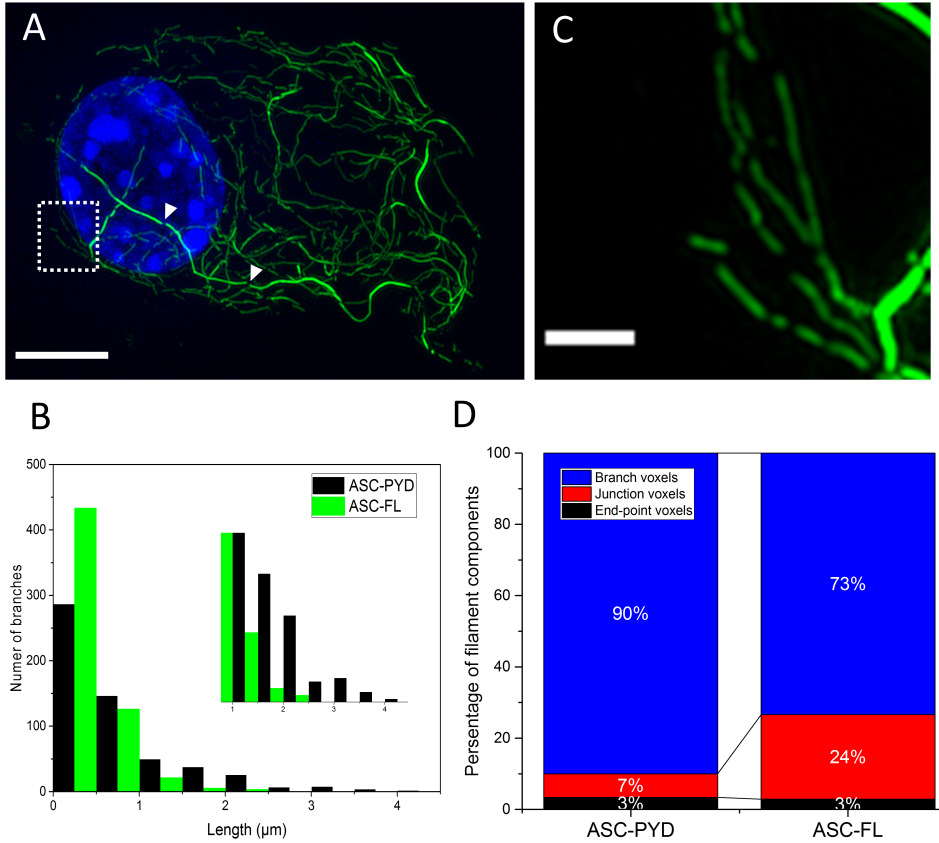 A
C
B
500
400
300
200
100
0
Numer of branches
ASC-PYD
ASC-FL
1 2 3 4
0 1 2 3 4
Length (µm)
D
100
80
60
40
20
0
Persentage of filament components
Branch voxels
Junction voxels
End-point voxels
90%
73%
7%
24%
3%
3%
ASC-PYD ASC-FL